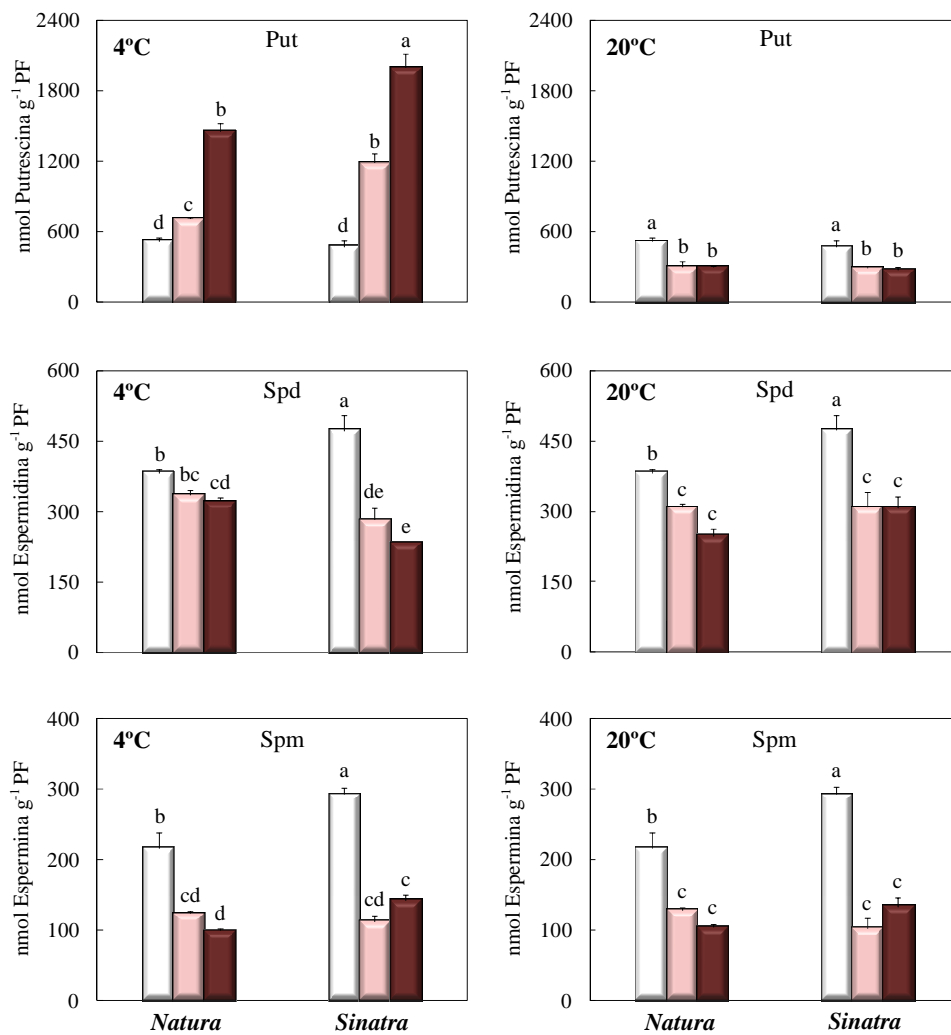 4ºC Put
nmol Putrescina g-1 PF
2400
1800
1200
600
0
d c b d b a
20ºC Put
nmol Putrescina g-1 PF
2400
1800
1200
600
0
a b b a b b
4ºC Spd
nmol Espermidina g-1 PF
600
450
300
150
0
b bc cd a de e
20ºC Spd
nmol Espermidina g-1 PF
600
450
300
150
0
b c c a c c
4ºC Spm
nmol Espermina g-1 PF
400
300
200
100
0
b cd d a cd c
Natura Sinatra
20ºC Spm
nmol Espermina g-1 PF
400
300
200
100
0
b c c a c c
Natura Sinatra